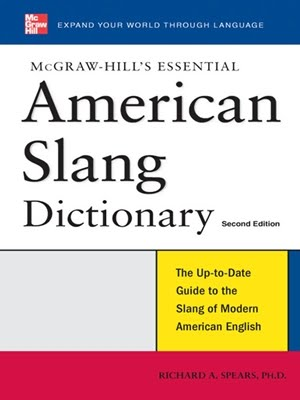 Mc
Graw
Hill
EXPAND YOUR WORLD THROUGH LANGUAGE
McGRAW-HILL'S ESSENTIAL
American
Slang
Dictionary
Second Edition
The Up-to-Date
Guide to the
Slang of Modern
American English
RICHARD A. SPEARS, PH.D.